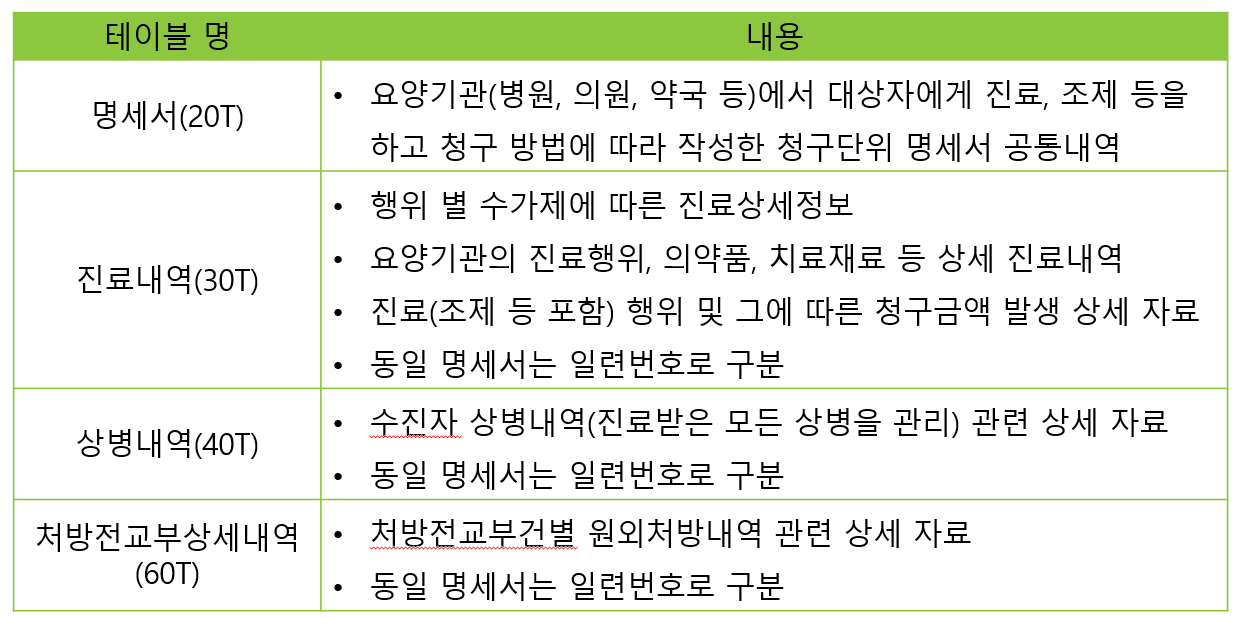 테이블 명
내용
명세서(20T)
• 요양기관(병원, 의원, 약국 등)에서 대상자에게 진료, 조제 등을
하고 청구 방법에 따라 작성한 청구단위 명세서 공통내역
진료내역(30T)
• 행위 별 수가제에 따른 진료상세정보
• 요양기관의 진료행위, 의약품, 치료재료 등 상세 진료내역
• 진료(조제 등 포함) 행위 및 그에 따른 청구금액 발생 상세 자료
• 동일 명세서는 일련번호로 구분
상병내역(40T)
• 수진자 상병내역(진료받은 모든 상병을 관리) 관련 상세 자료
• 동일 명세서는 일련번호로 구분
처방전교부상세내역
(60T)
• 처방전교부건별 원외처방내역 관련 상세 자료
• 동일 명세서는 일련번호로 구분